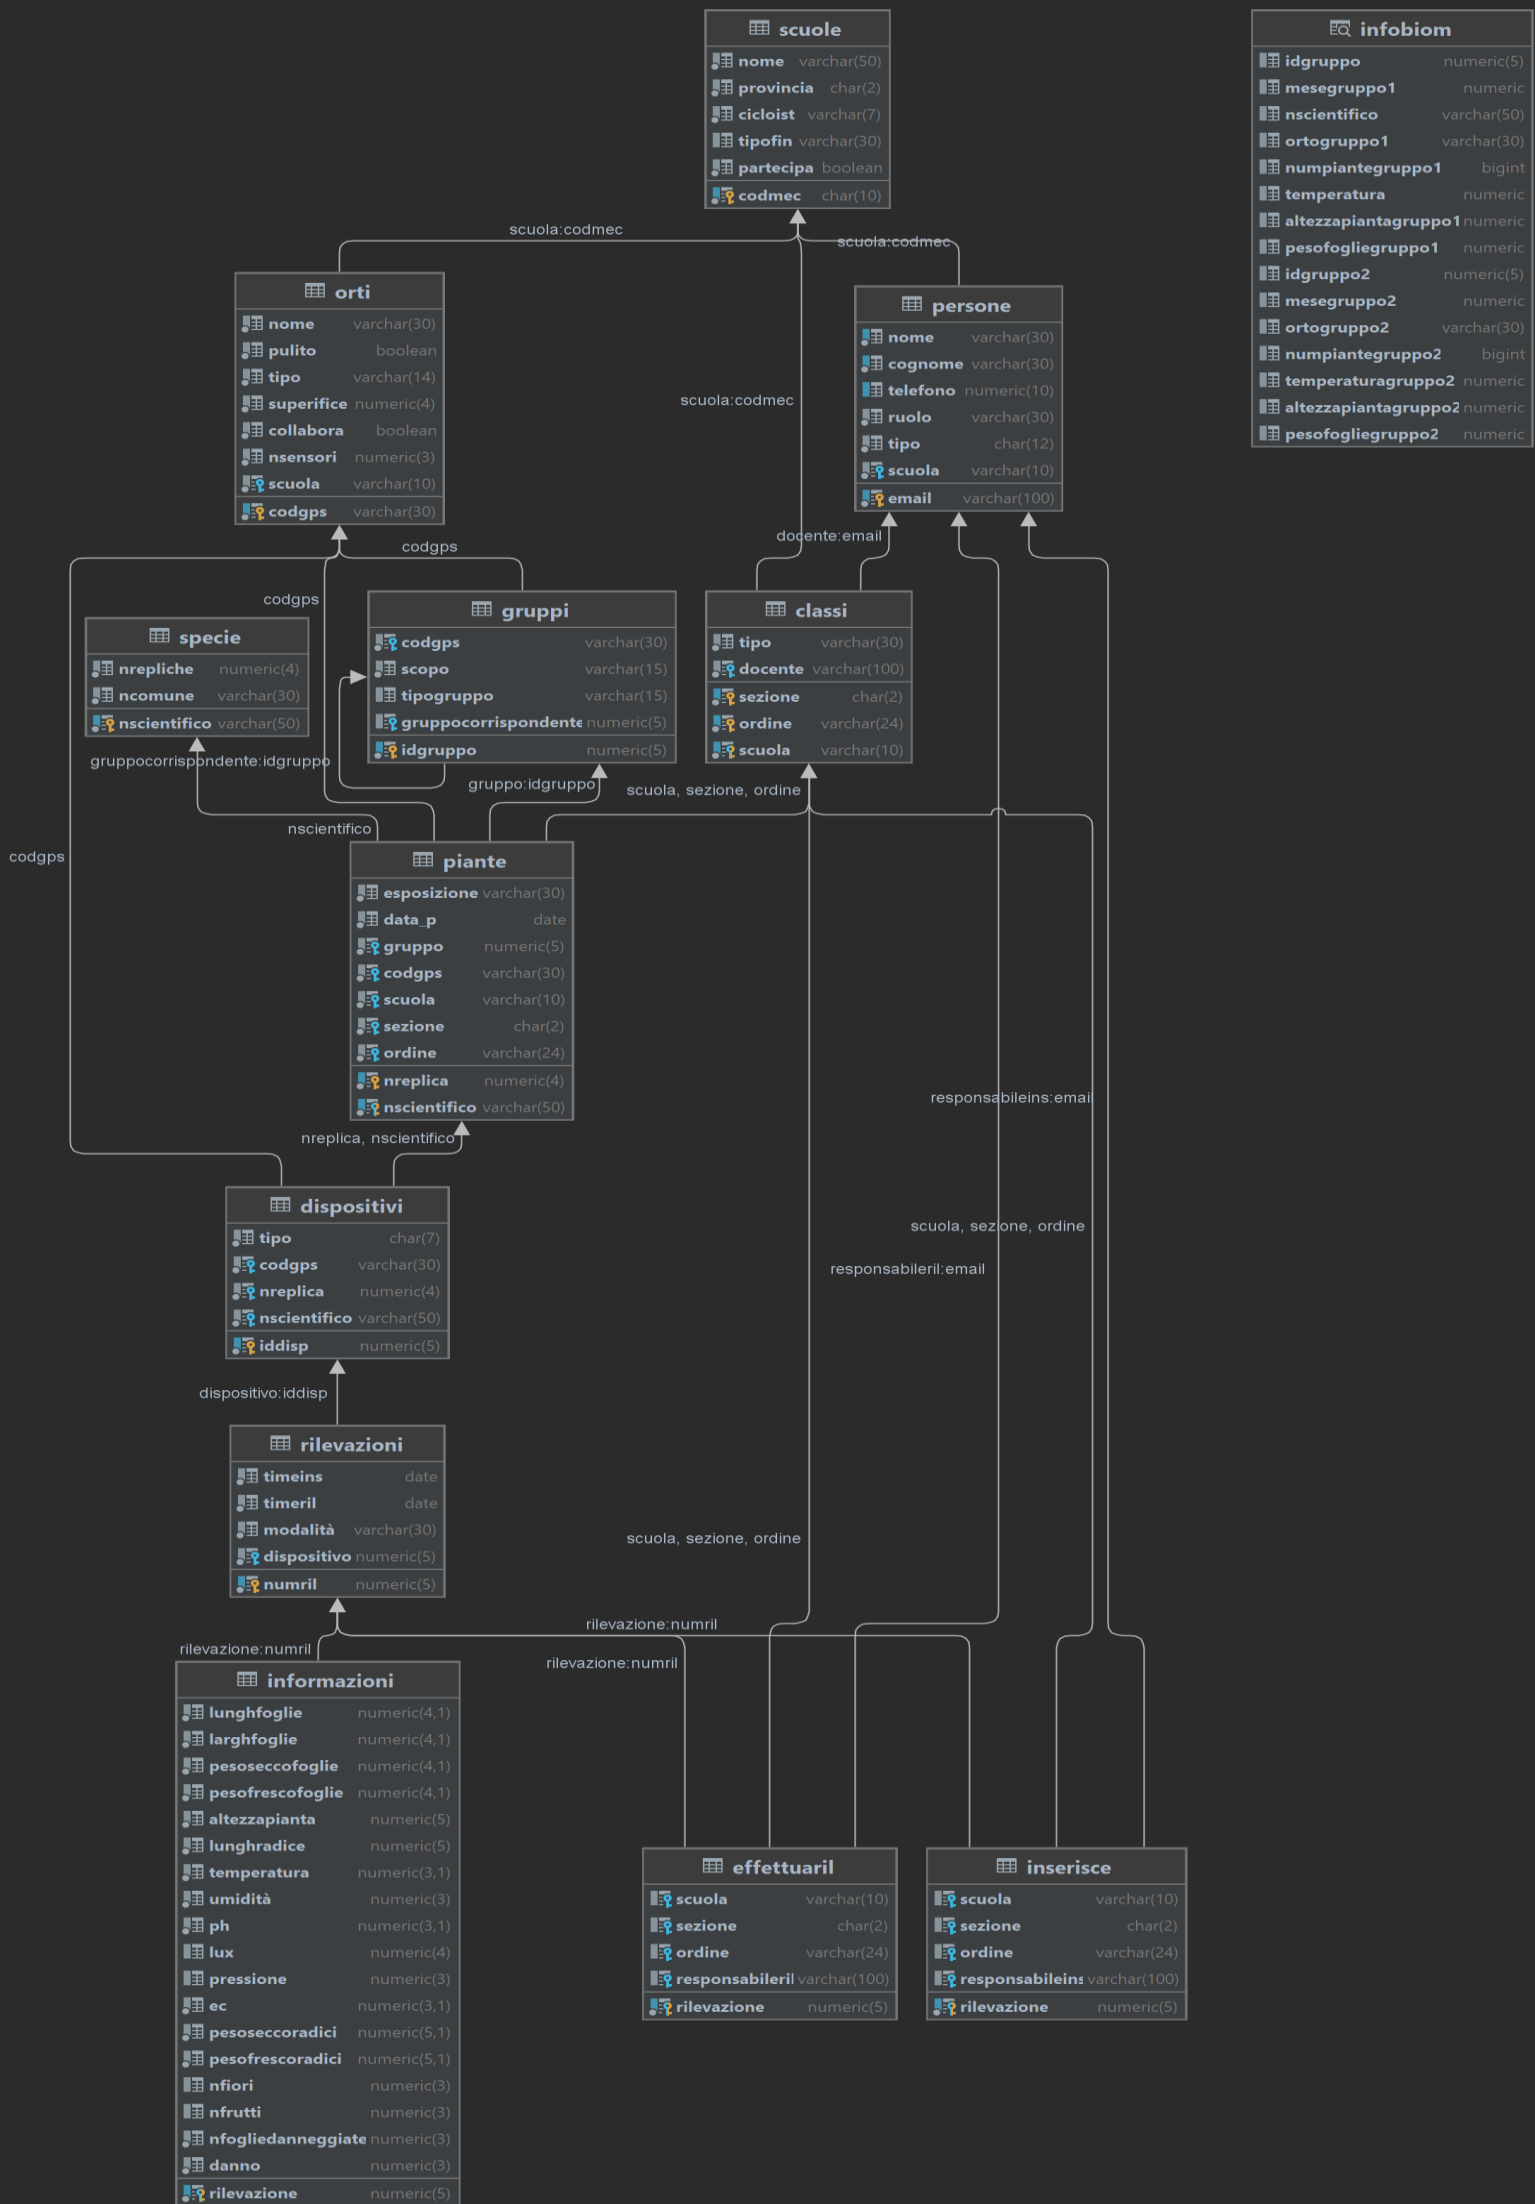 scuole
nome varchar(50)
provincia char(2)
cicloist varchar(7)
tipofin varchar(30)
partecipa boolean
codmec char(10)
infobiom
idgruppo numeric(5)
mesegruppo1 numeric
nscientifico varchar(50)
ortogruppo1 varchar(30)
numpiantegruppo1 bigint
temperatura numeric
altezzapiantagruppo1 numeric
pesofogliegruppo1 numeric
idgruppo2 numeric(5)
mesegruppo2 numeric
ortogruppo2 varchar(30)
numpiantegruppo2 bigint
temperaturagruppo2 numeric
altezzapiantagruppo2 numeric
pesofogliegruppo2 numeric
scuola:codmec
scuola:codmec
scuola:codmec
orti
nome varchar(30)
pulito boolean
tipo varchar(14)
superifice numeric(4)
collabora boolean
nsensori numeric(3)
scuola varchar(10)
codgps varchar(30)
persone
nome varchar(30)
cognome varchar(30)
telefono numeric(10)
ruolo varchar(30)
tipo char(12)
scuola varchar(10)
email varchar(100)
docente:email
codgps
codgps
codgps
specie
nrepliche numeric(4)
ncomune varchar(30)
nscientifico varchar(50)
gruppi
codgps varchar(30)
scopo varchar(15)
tipogruppo varchar(15)
gruppocorrispondente numeric(5)
idgruppo numeric(5)
classi
tipo varchar(30)
docente varchar(100)
sezione char(2)
ordine varchar(24)
scuola varchar(10)
gruppocorrispondente:idgruppo
gruppo:idgruppo
scuola, sezione, ordine
nscientifico
piante
esposizione varchar(30)
data_p date
gruppo numeric(5)
codgps varchar(30)
scuola varchar(10)
sezione char(2)
ordine varchar(24)
nreplica numeric(4)
nscientifico varchar(50)
nreplica, nscientifico
responsabileins:email
scuola, sezione, ordine
responsabileril:email
dispositivi
tipo char(7)
codgps varchar(30)
nreplica numeric(4)
nscientifico varchar(50)
iddisp numeric(5)
dispositivo:iddisp
rilevazioni
timeins date
timeril date
modalità varchar(30)
dispositivo numeric(5)
numril numeric(5)
scuola, sezione, ordine
rilevazione:numril
rilevazione:numril
rilevazione:numril
informazioni
lunghfoglie numeric(4,1)
larghfoglie numeric(4,1)
pesoseccofoglie numeric(4,1)
pesofrescofoglie numeric(4,1)
altezzapianta numeric(5)
lunghradice numeric(5)
temperatura numeric(3,1)
umidità numeric(3)
ph numeric(3,1)
lux numeric(4)
pressione numeric(3)
ec numeric(3,1)
pesoseccoradici numeric(5,1)
pesofrescoradici numeric(5,1)
nfiori numeric(3)
nfrutti numeric(3)
nfogliedanneggiate numeric(3)
danno numeric(3)
rilevazione numeric(5)
effettuaril
scuola varchar(10)
sezione char(2)
ordine varchar(24)
responsabileril varchar(100)
rilevazione numeric(5)
inserisce
scuola varchar(10)
sezione char(2)
ordine varchar(24)
responsabileins varchar(100)
rilevazione numeric(5)